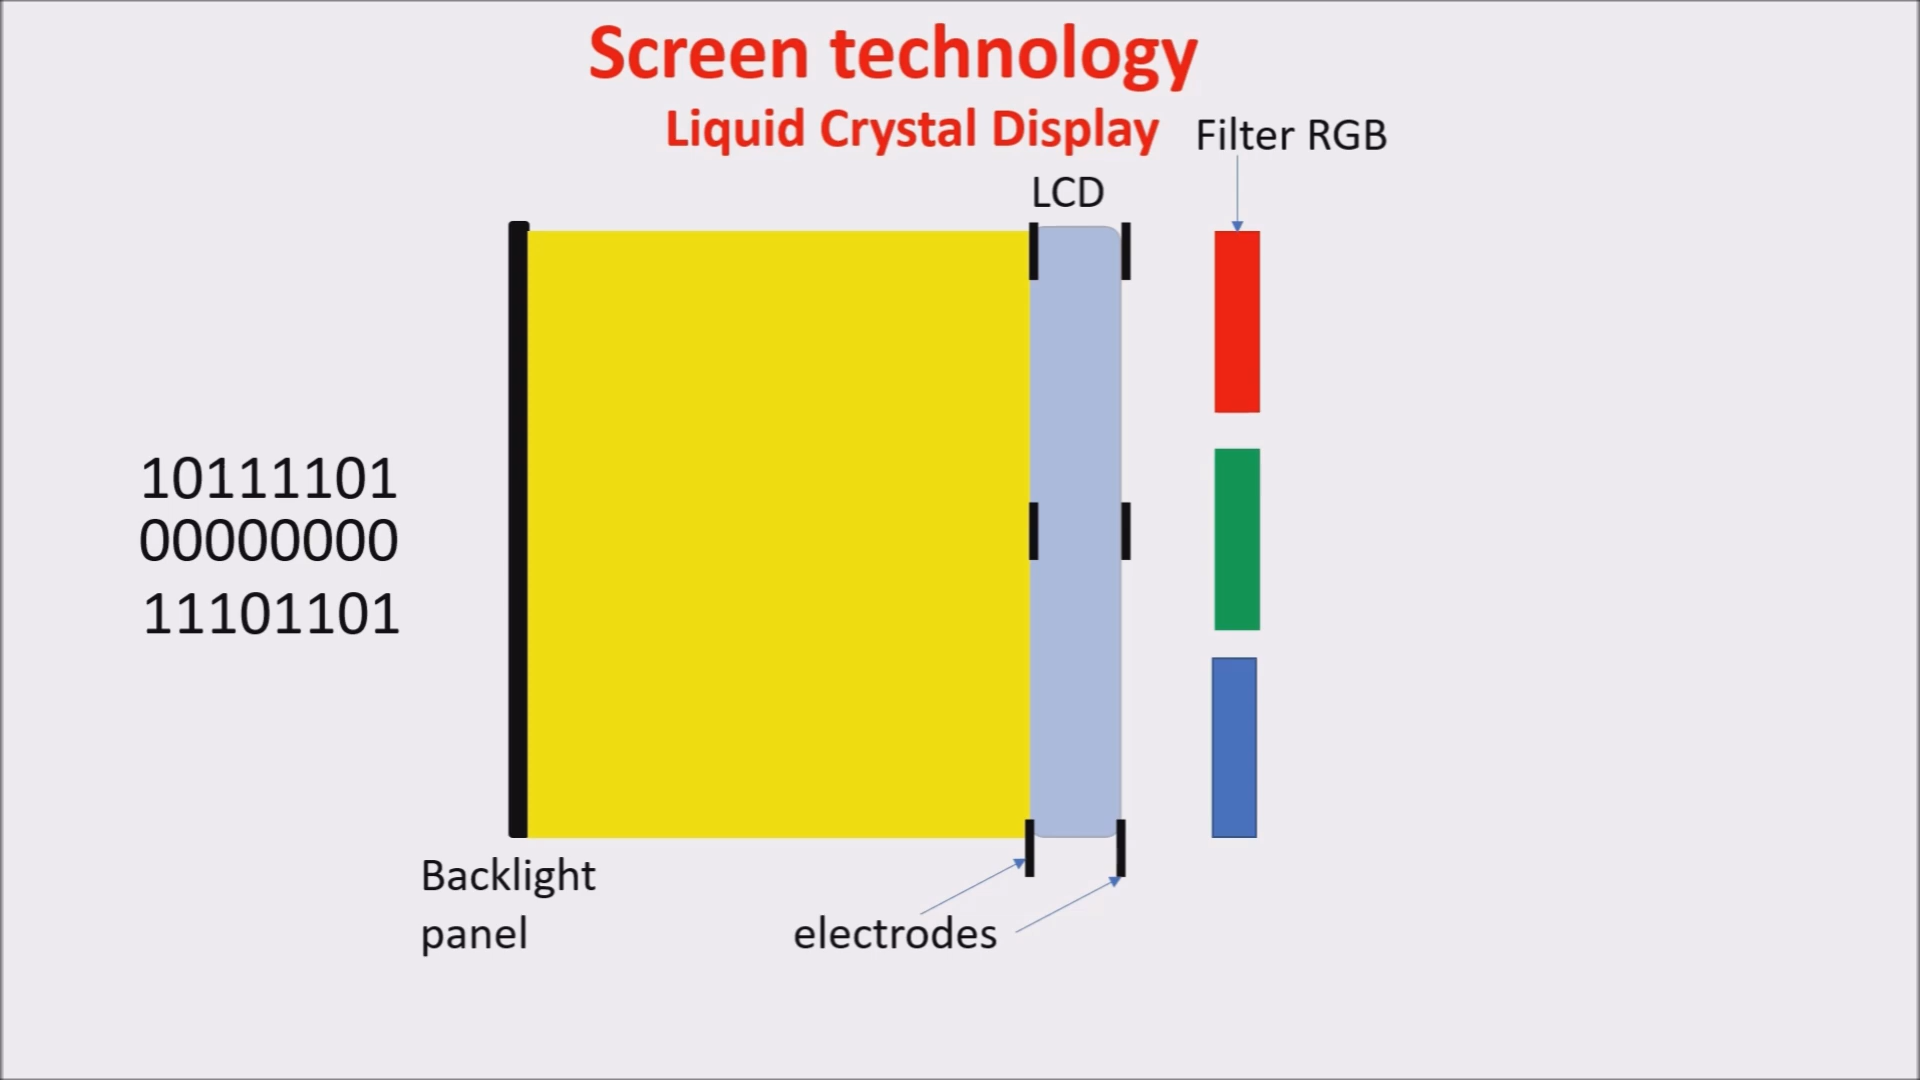 Screen technology
Liquid Crystal Display
Filter RGB
LCD
10111101
00000000
11101101
Backlight
panel
electrodes